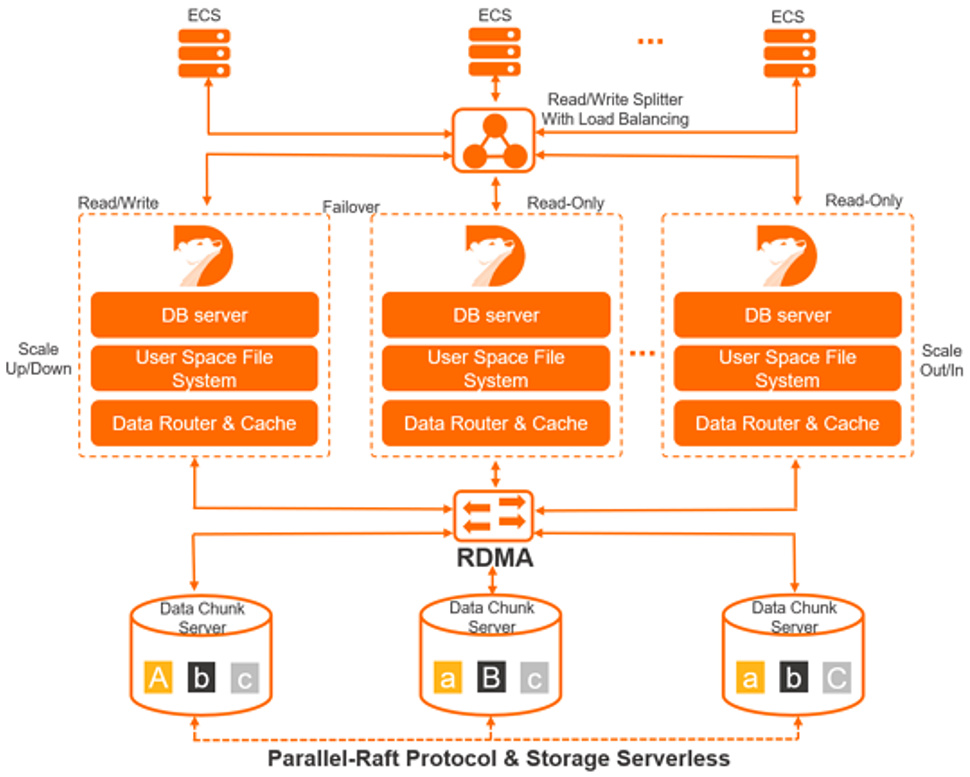 ECS
ECS
...
ECS
Read/Write Splitter
With Load Balancing
Read/Write
Failover
Read-Only
Read-Only
DB server
User Space File
System
Data Router & Cache
DB server
User Space File
System
Data Router & Cache
...
DB server
User Space File
System
Data Router & Cache
Scale
Up/Down
Scale
Out/In
RDMA
Data Chunk
Server
A b c
Data Chunk
Server
a B c
Data Chunk
Server
a b C
Parallel-Raft Protocol & Storage Serverless